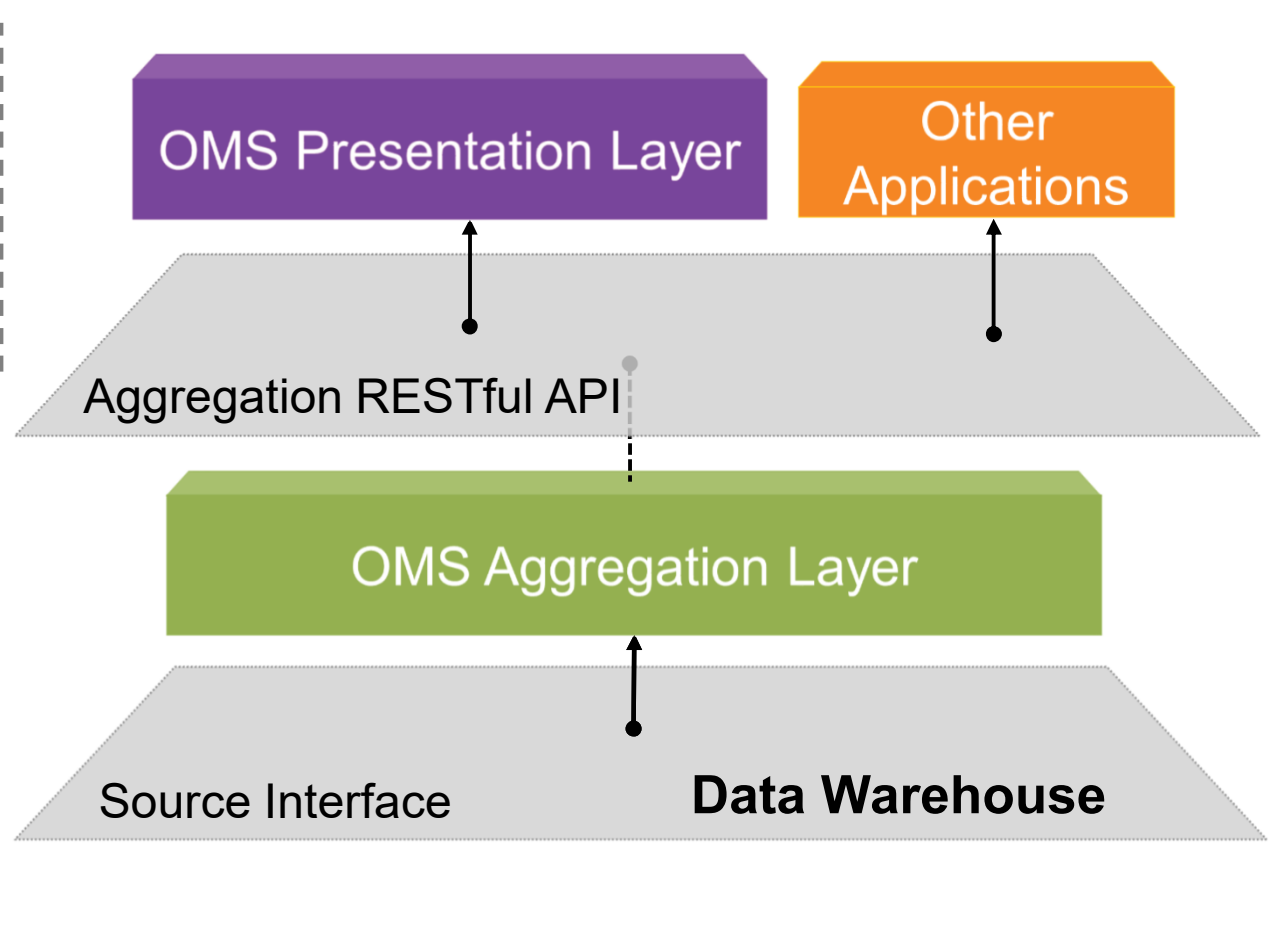 OMS Presentation Layer
Other
Applications
Aggregation RESTful API
OMS Aggregation Layer
Source Interface
Data Warehouse